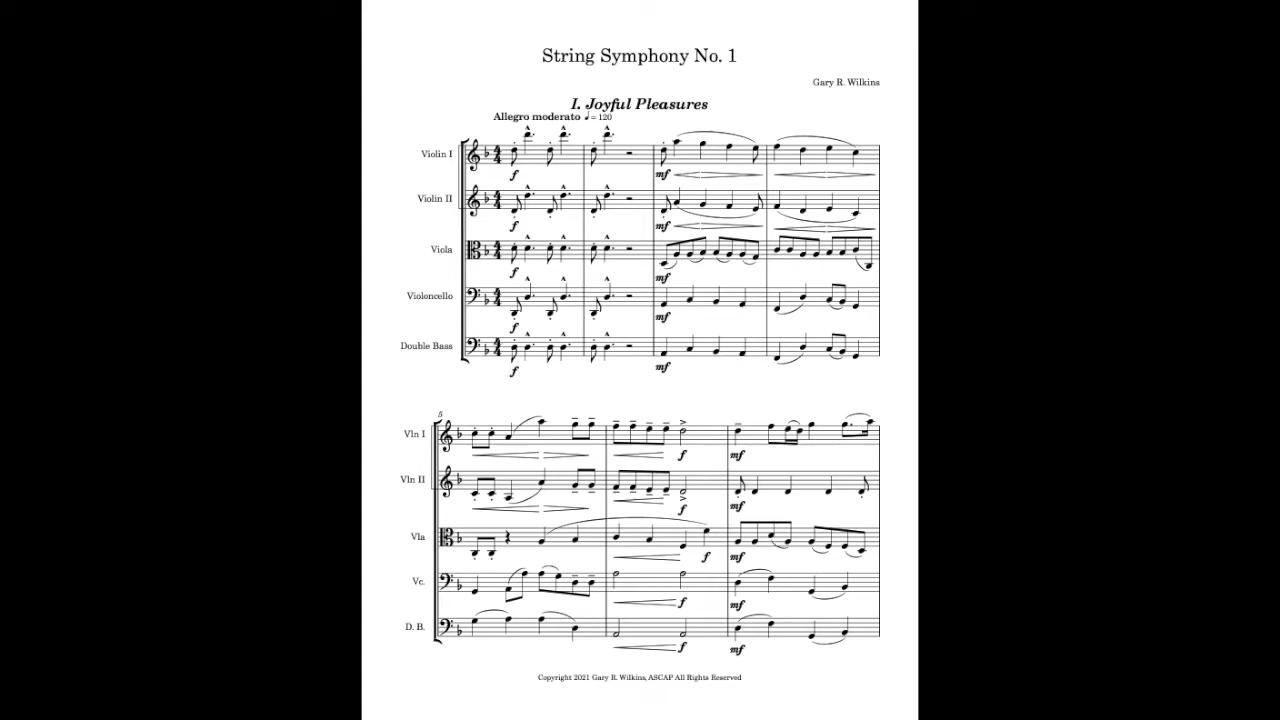 String Symphony No. 1
Gary R. Wilkins
I. Joyful Pleasures
Allegro moderato ♩ = 120
Violin I
f
mf
Violin II
f
mf
Viola
f
mf
Violoncello
f
mf
Double Bass
f
mf
5
Vln I
f
mf
Vln II
f
mf
Vla
f
mf
Vc.
f
mf
D. B.
f
mf
Copyright 2021 Gary R. Wilkins, ASCAP All Rights Reserved